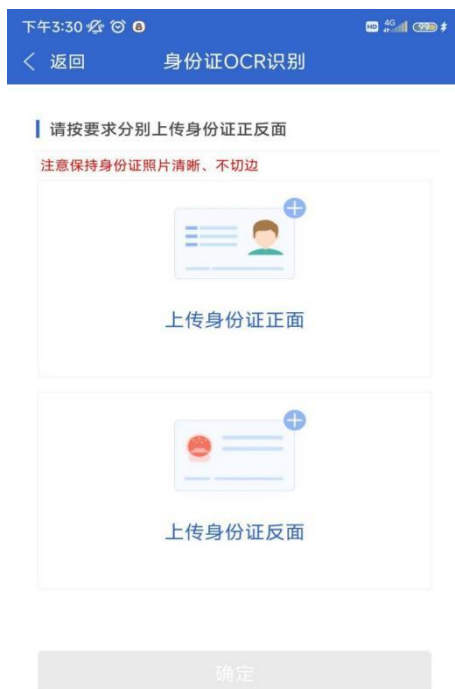 下午3:30
HD 4G 99
返回 身份证OCR识别
请按要求分别上传身份证正反面
注意保持身份证照片清晰、不切边
上传身份证正面
上传身份证反面
确定